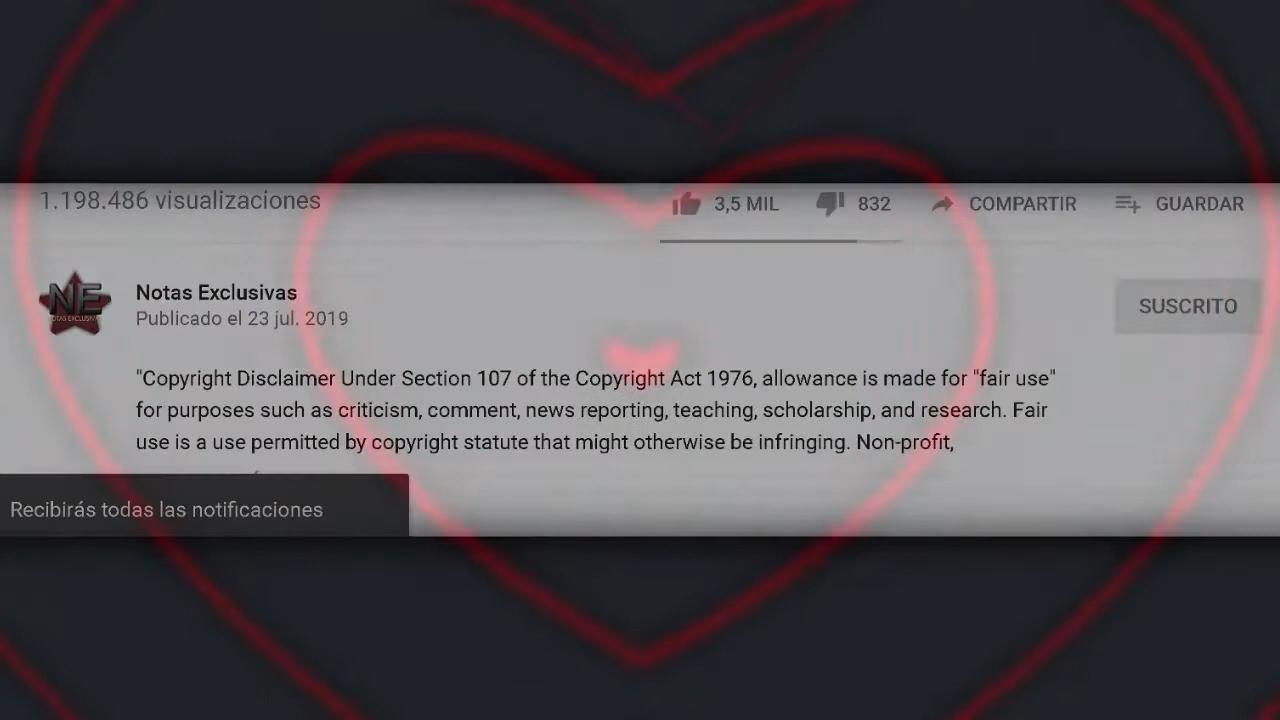 1.198.486 visualizaciones
3,5 MIL
832
COMPARTIR
GUARDAR
NE
NOTAS EXCLUSIVAS
Notas Exclusivas
Publicado el 23 jul. 2019
SUSCRITO
"Copyright Disclaimer Under Section 107 of the Copyright Act 1976, allowance is made for "fair use"
for purposes such as criticism, comment, news reporting, teaching, scholarship, and research. Fair
use is a use permitted by copyright statute that might otherwise be infringing. Non-profit,
Recibirás todas las notificaciones